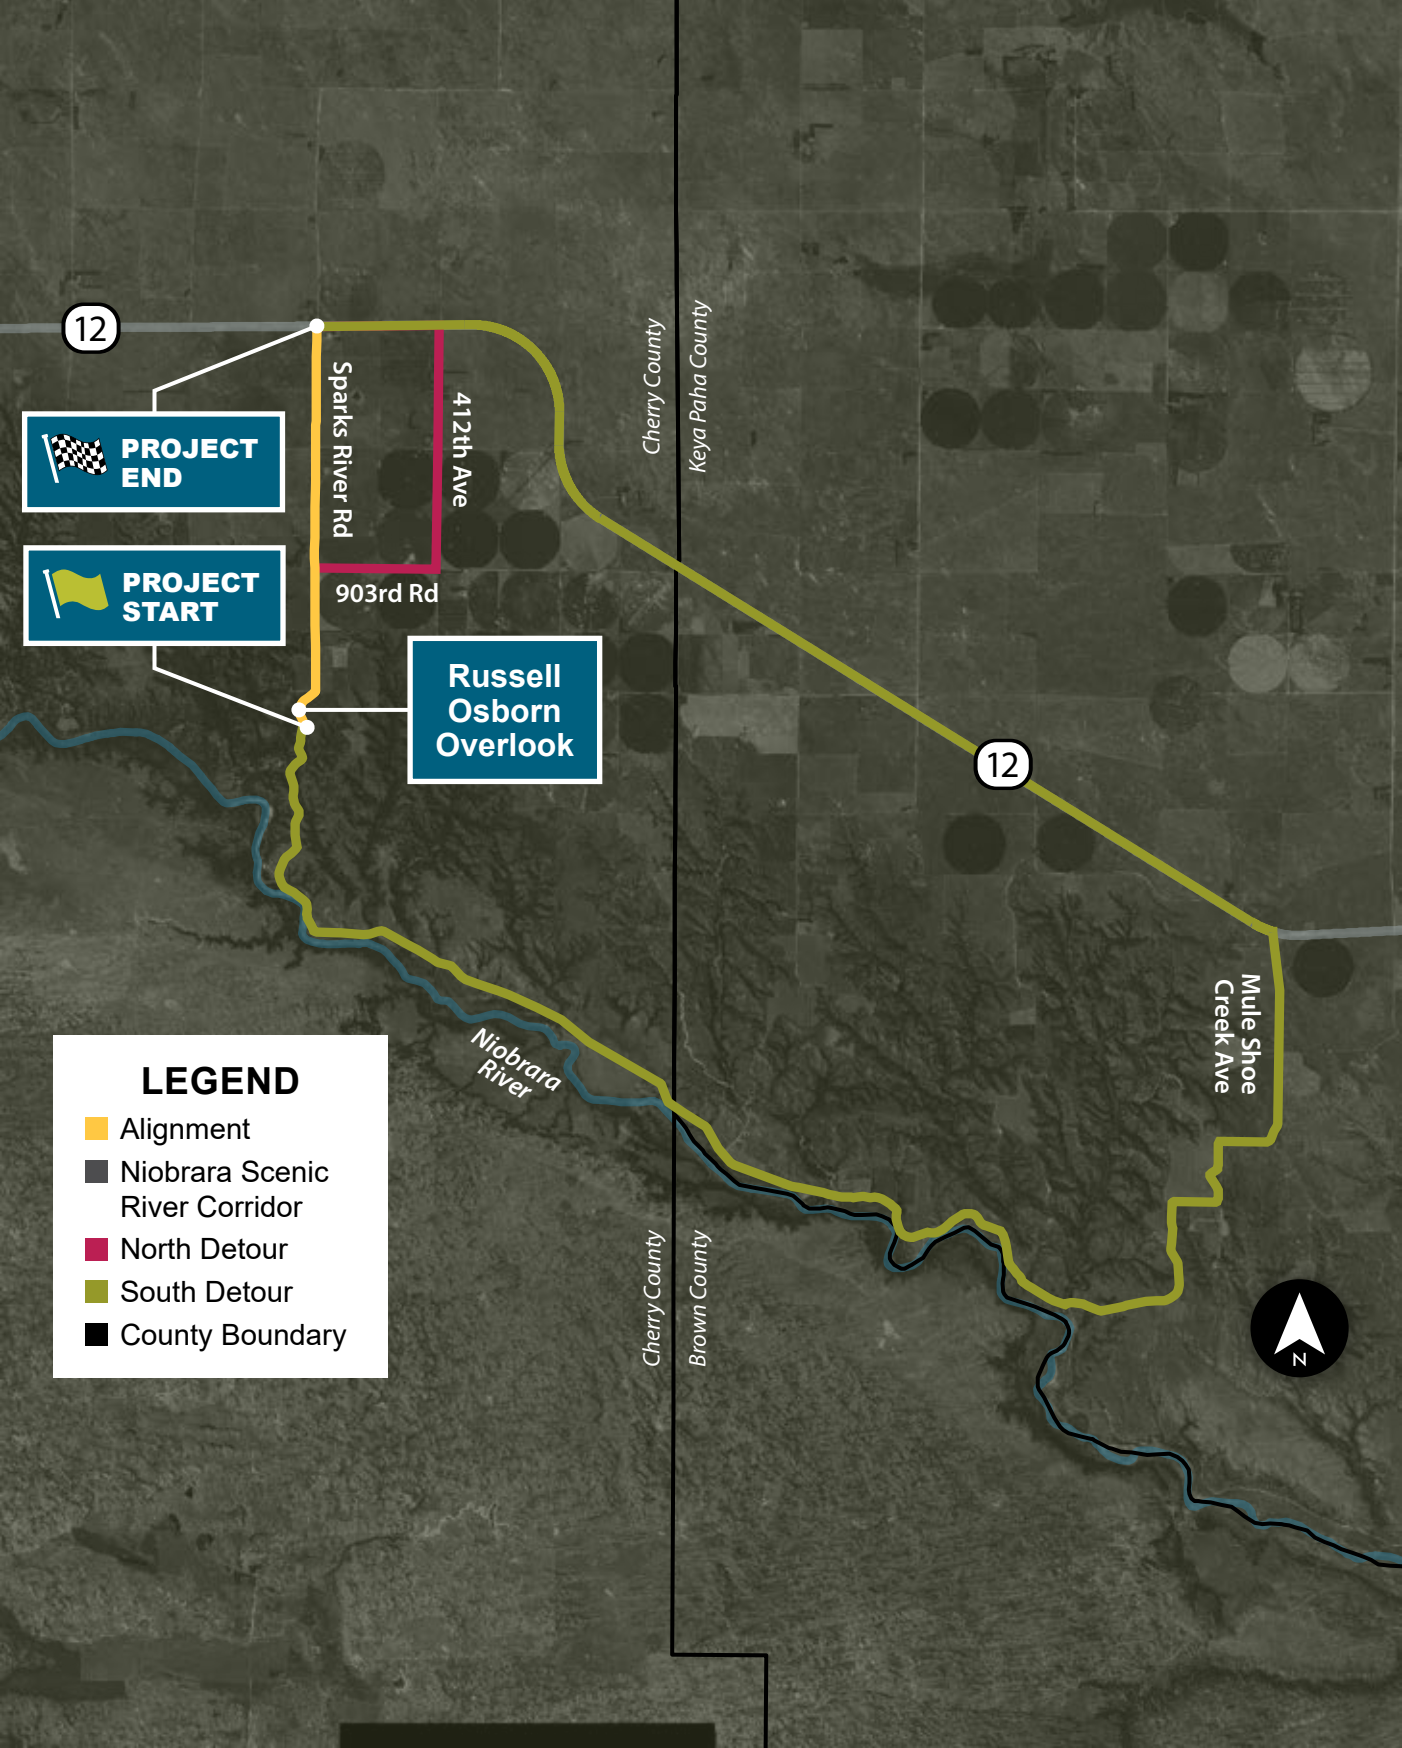 12
PROJECT
END
Sparks River Rd
412th Ave
Cherry County
Keya Paha County
PROJECT
START
903rd Rd
Russell
Osborn
Overlook
12
Mule Shoe
Creek Ave
Niobrara
River
LEGEND
Alignment
Niobrara Scenic
River Corridor
North Detour
South Detour
County Boundary
Cherry County
Brown County
N